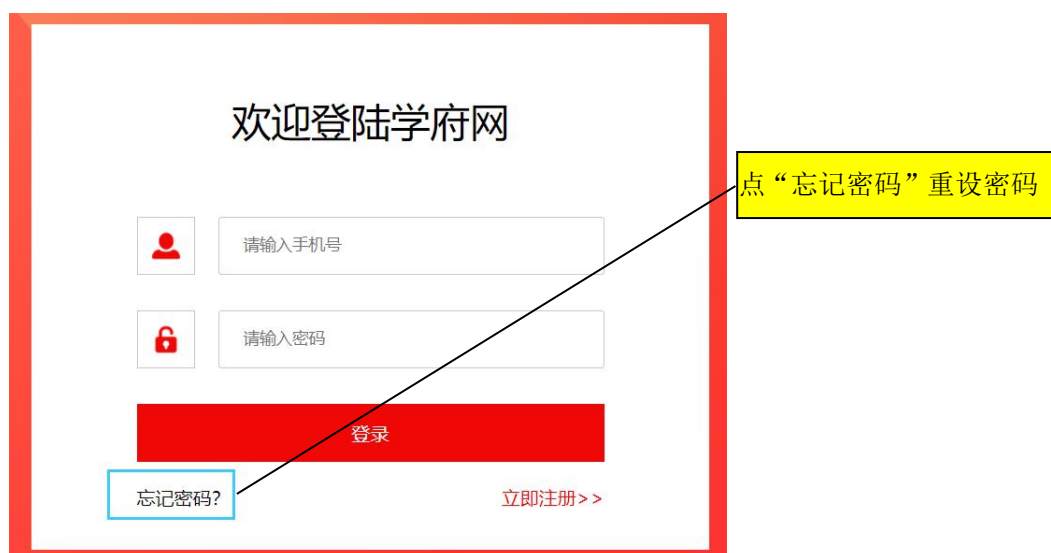 欢迎登陆学府网
点“忘记密码”重设密码
请输入手机号
请输入密码
登录
忘记密码?
立即注册>>